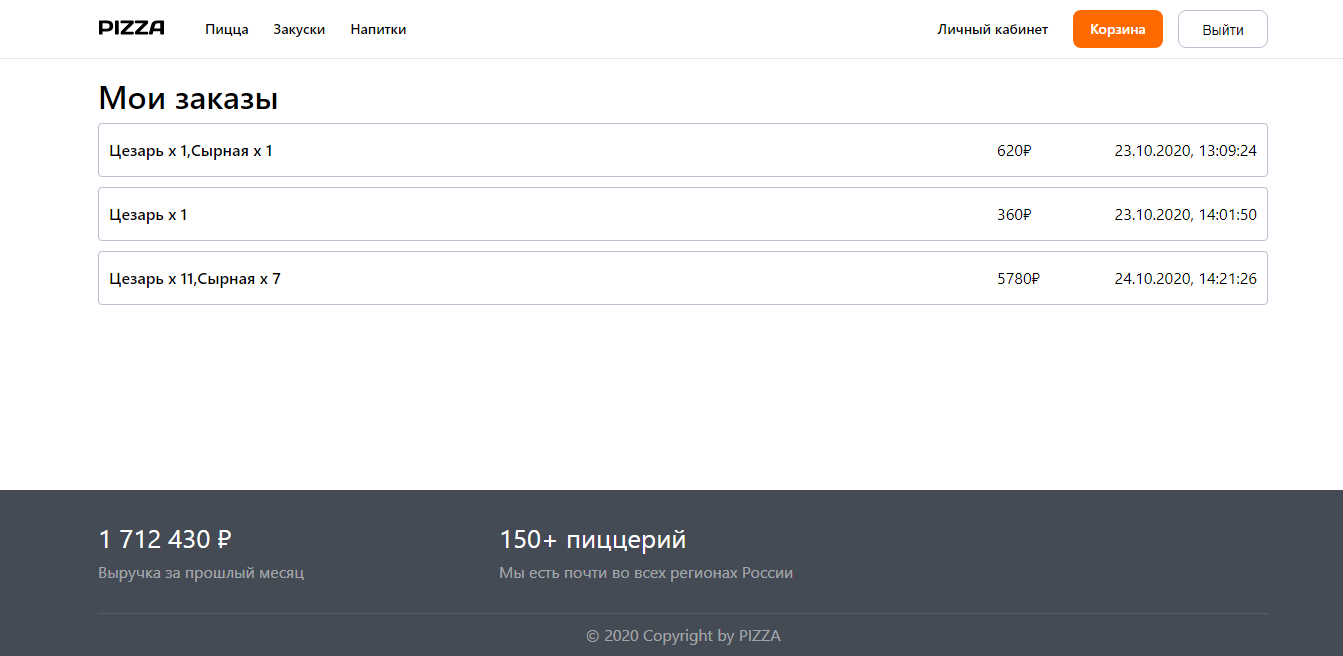 PIZZA Пицца Закуски Напитки Личный кабинет Корзина Выйти
Мои заказы
Цезарь x 1,Сырная x 1 620₽ 23.10.2020, 13:09:24
Цезарь x 1 360₽ 23.10.2020, 14:01:50
Цезарь x 11,Сырная x 7 5780₽ 24.10.2020, 14:21:26
1 712 430 ₽ 150+ пиццерий
Выручка за прошлый месяц Мы есть почти во всех регионах России
© 2020 Copyright by PIZZA